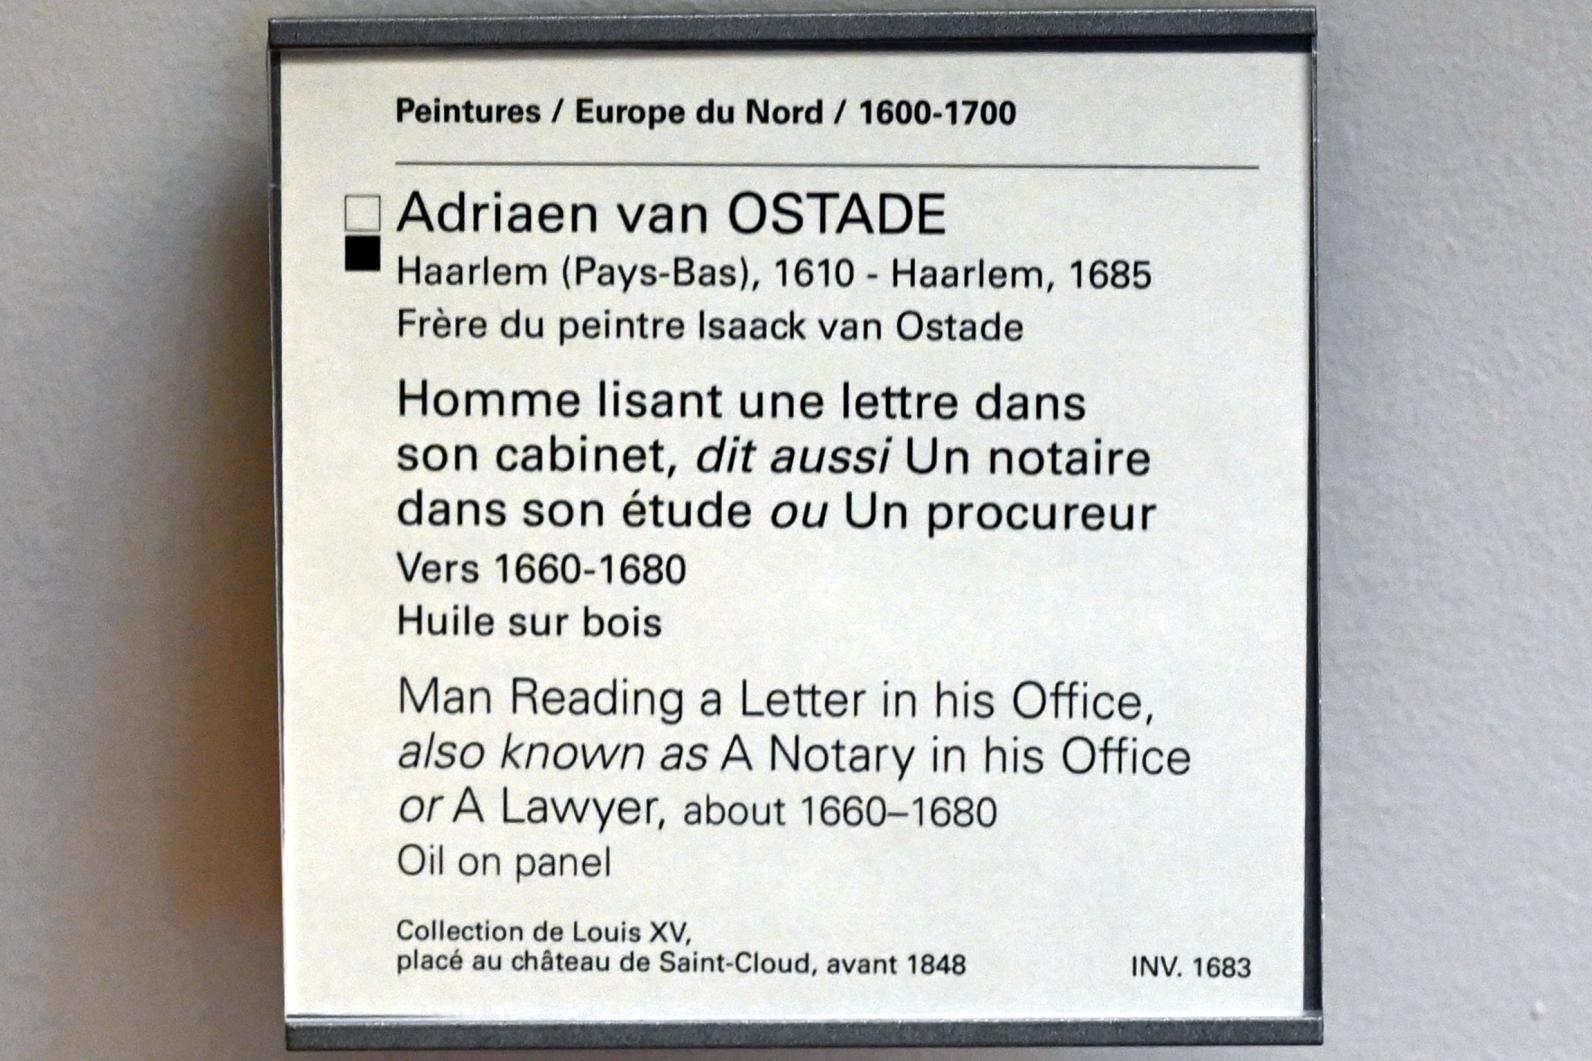 Peintures / Europe du Nord / 1600-1700
Adriaen van OSTADE
Haarlem (Pays-Bas), 1610 - Haarlem, 1685
Frère du peintre Isaack van Ostade
Homme lisant une lettre dans
son cabinet, dit aussi Un notaire
dans son étude ou Un procureur
Vers 1660-1680
Huile sur bois
Man Reading a Letter in his Office,
also known as A Notary in his Office
or A Lawyer, about 1660–1680
Oil on panel
Collection de Louis XV,
placé au château de Saint-Cloud, avant 1848 INV. 1683